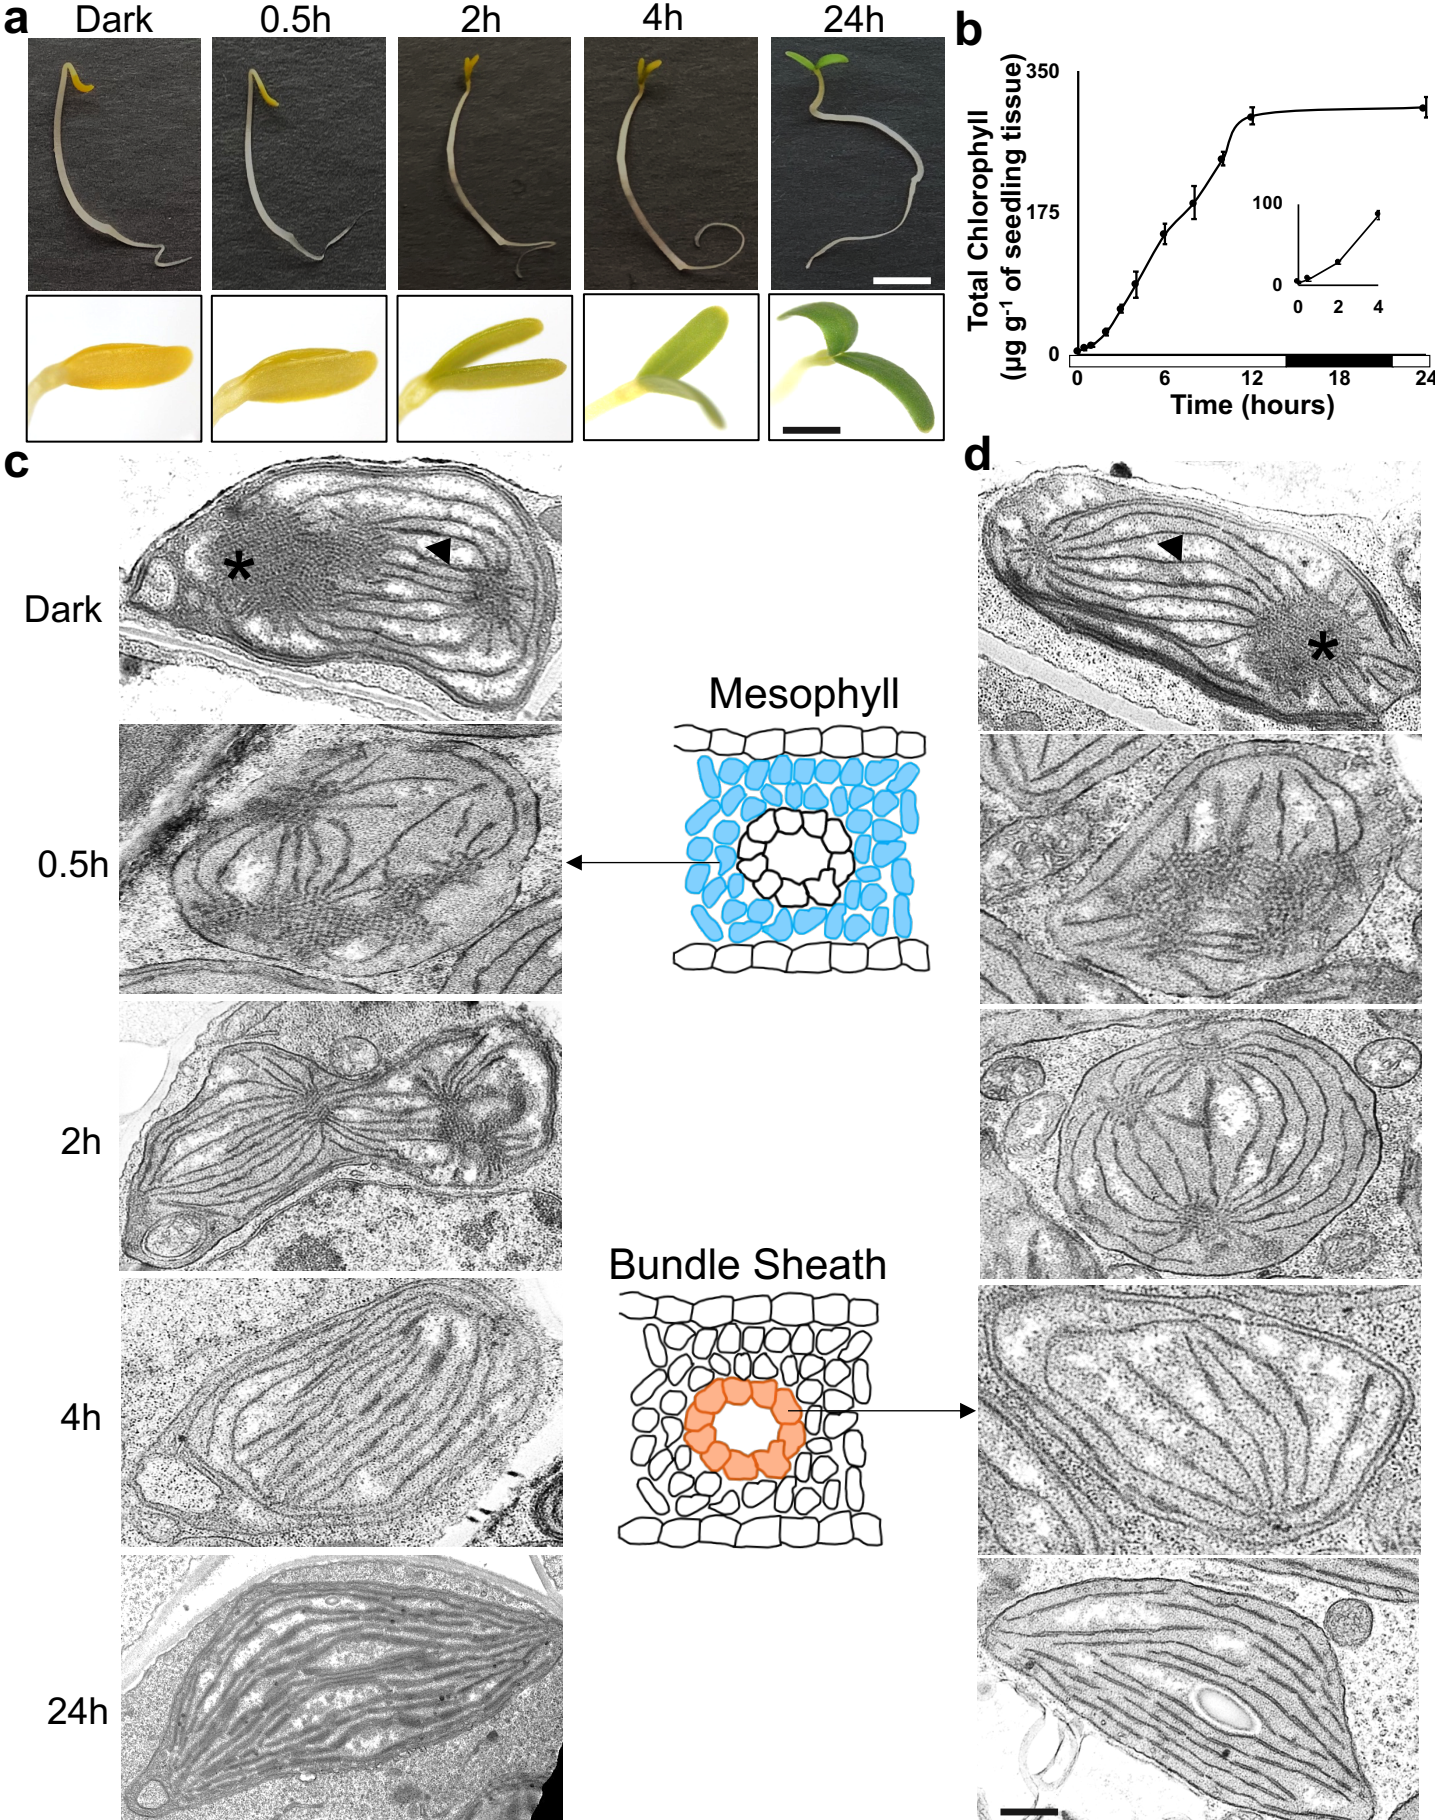 a
Dark
0.5h
2h
4h
24h
b
Total Chlorophyll
(µg g-1 of seedling tissue)
350
175
0
100
0
0
2
4
0
6
12
18
24
Time (hours)
c
d
*
*
Dark
Mesophyll
0.5h
2h
Bundle Sheath
4h
24h